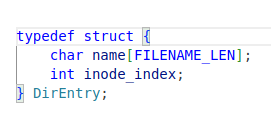 typedef struct {
    char name[FILENAME_LEN];
    int inode_index;
} DirEntry;